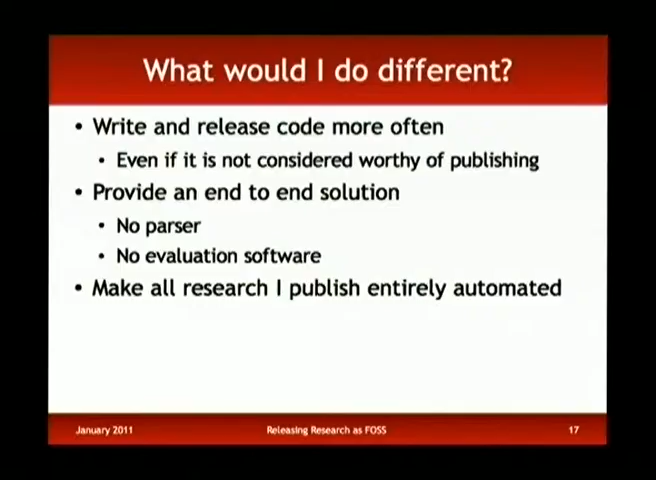 What would I do different?
• Write and release code more often
• Even if it is not considered worthy of publishing
• Provide an end to end solution
• No parser
• No evaluation software
• Make all research I publish entirely automated
January 2011
Releasing Research as FOSS
17